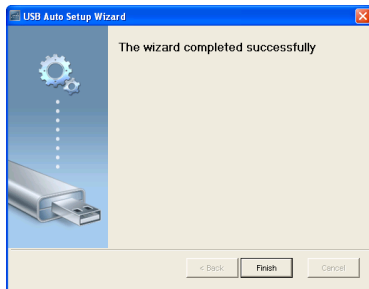 USB Auto Setup Wizard
The wizard completed successfully
< Back Finish Cancel